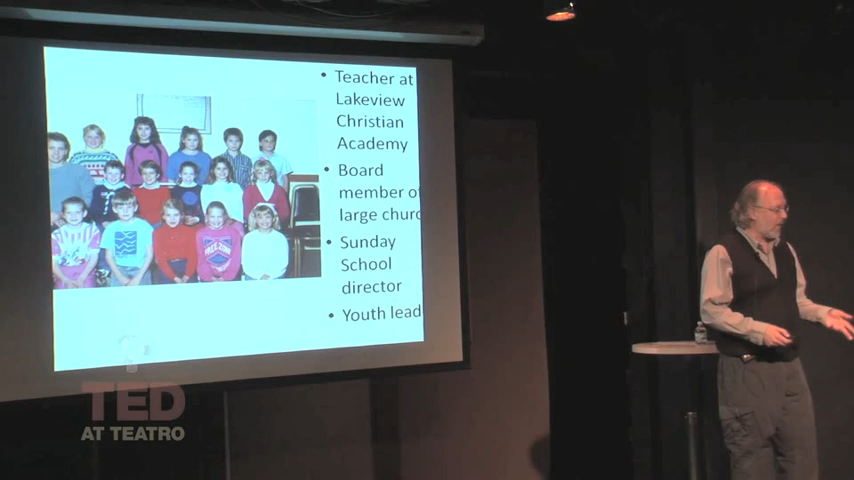 • Teacher at
Lakeview
Christian
Academy
• Board
member of
large churc
• Sunday
School
director
• Youth lead
TED
AT TEATRO